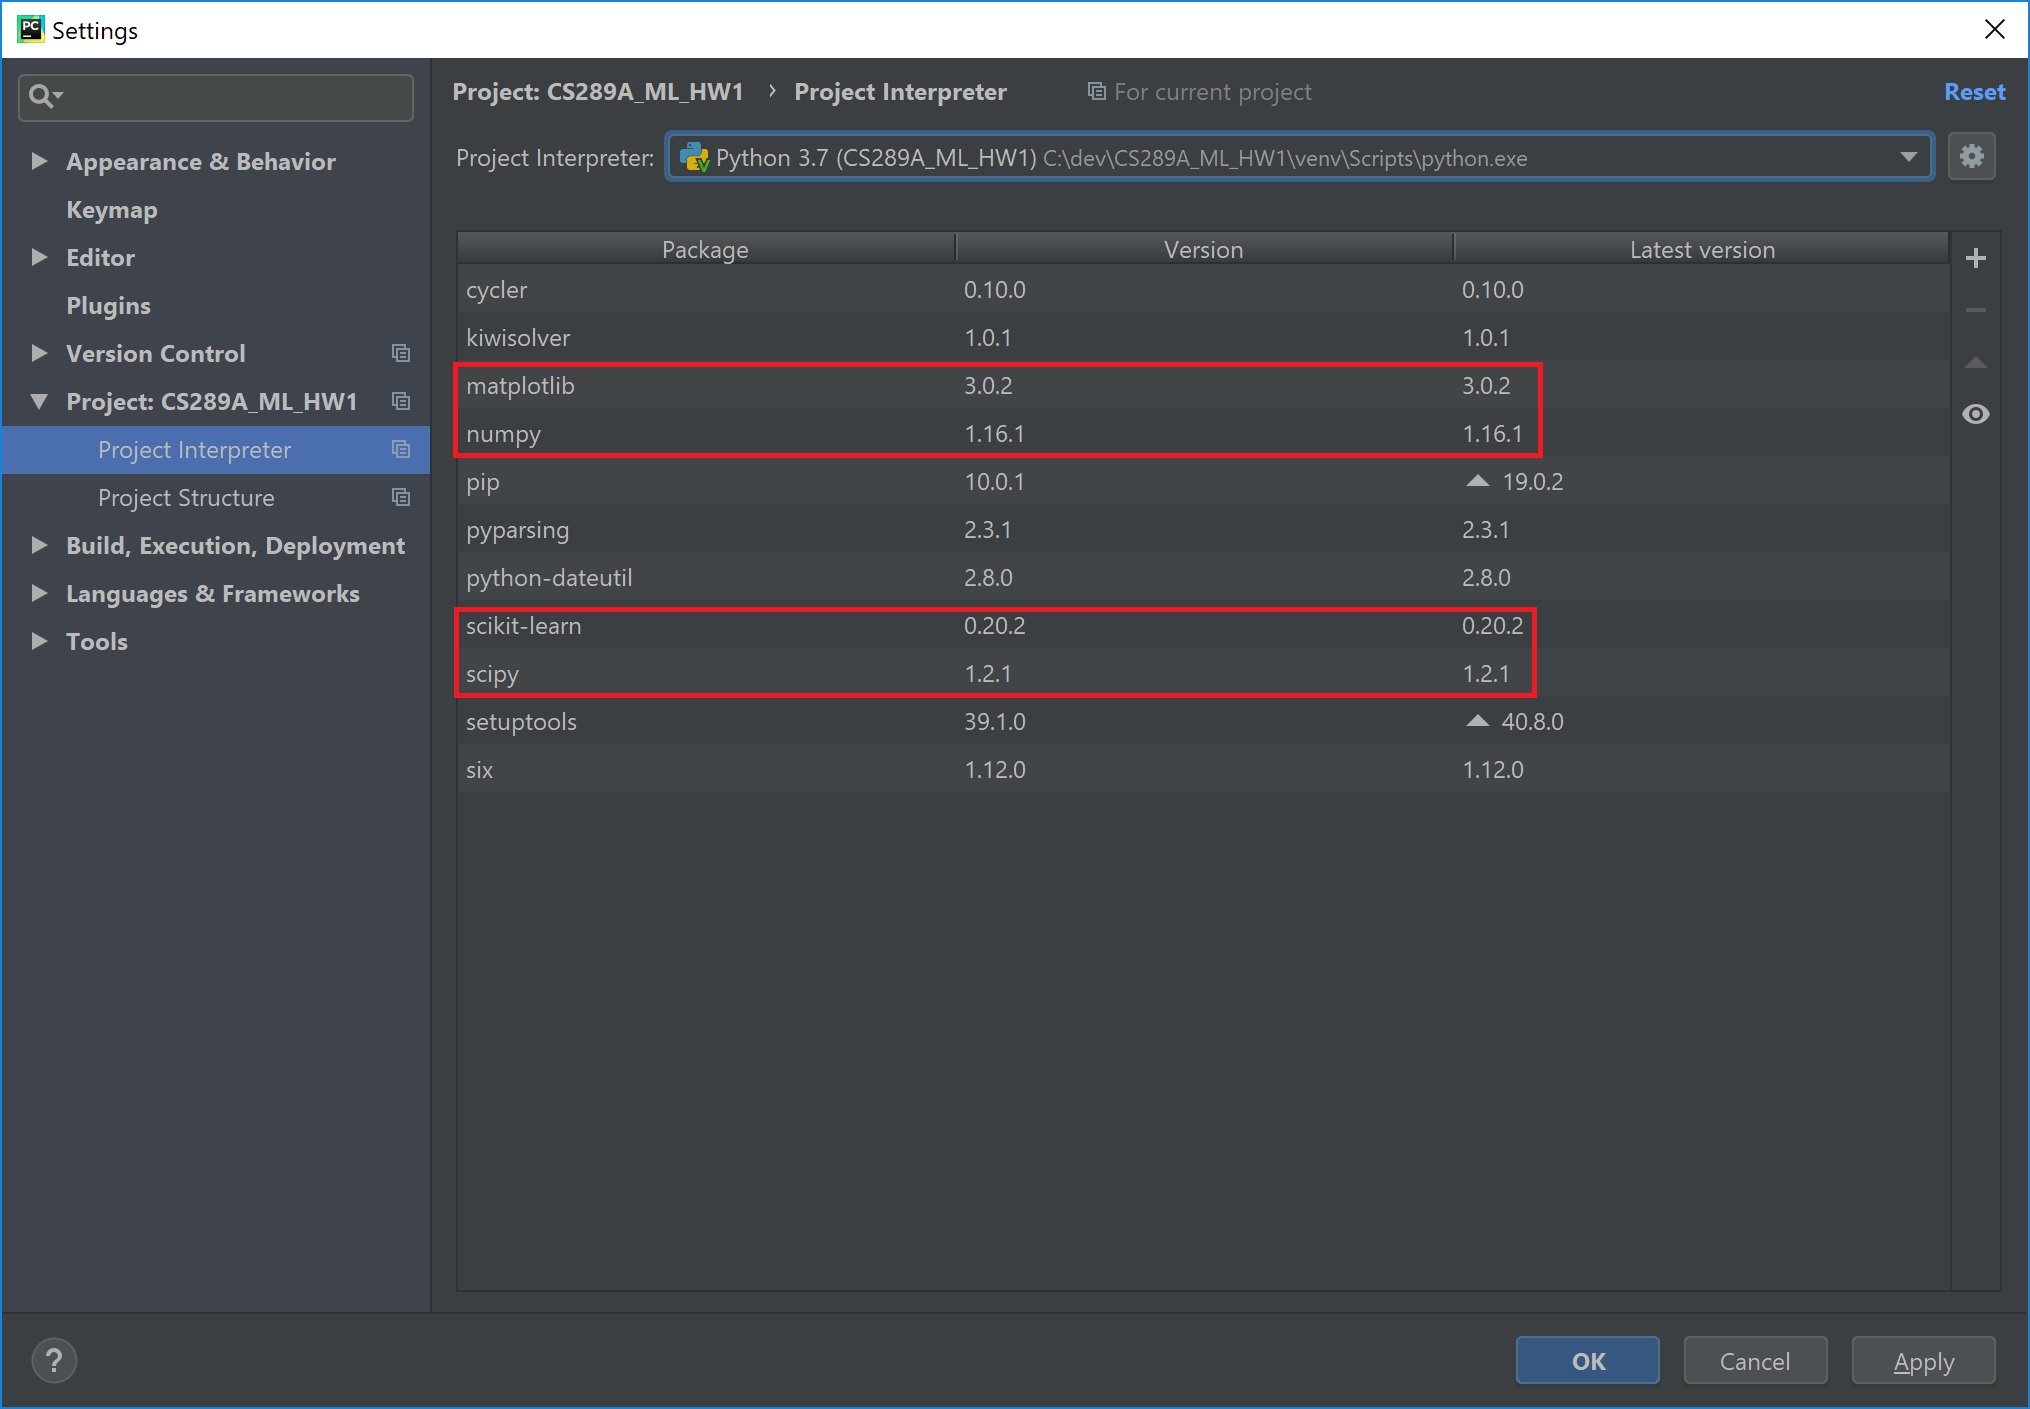 PC Settings
Appearance & Behavior
Keymap
Editor
Plugins
Version Control
Project: CS289A_ML_HW1
Project Interpreter
Project Structure
Build, Execution, Deployment
Languages & Frameworks
Tools
Project: CS289A_ML_HW1 › Project Interpreter For current project Reset
Project Interpreter: Python 3.7 (CS289A_ML_HW1) C:\dev\CS289A_ML_HW1\venv\Scripts\python.exe
Package Version Latest version
cycler 0.10.0 0.10.0
kiwisolver 1.0.1 1.0.1
matplotlib 3.0.2 3.0.2
numpy 1.16.1 1.16.1
pip 10.0.1 19.0.2
pyparsing 2.3.1 2.3.1
python-dateutil 2.8.0 2.8.0
scikit-learn 0.20.2 0.20.2
scipy 1.2.1 1.2.1
setuptools 39.1.0 40.8.0
six 1.12.0 1.12.0
? OK Cancel Apply